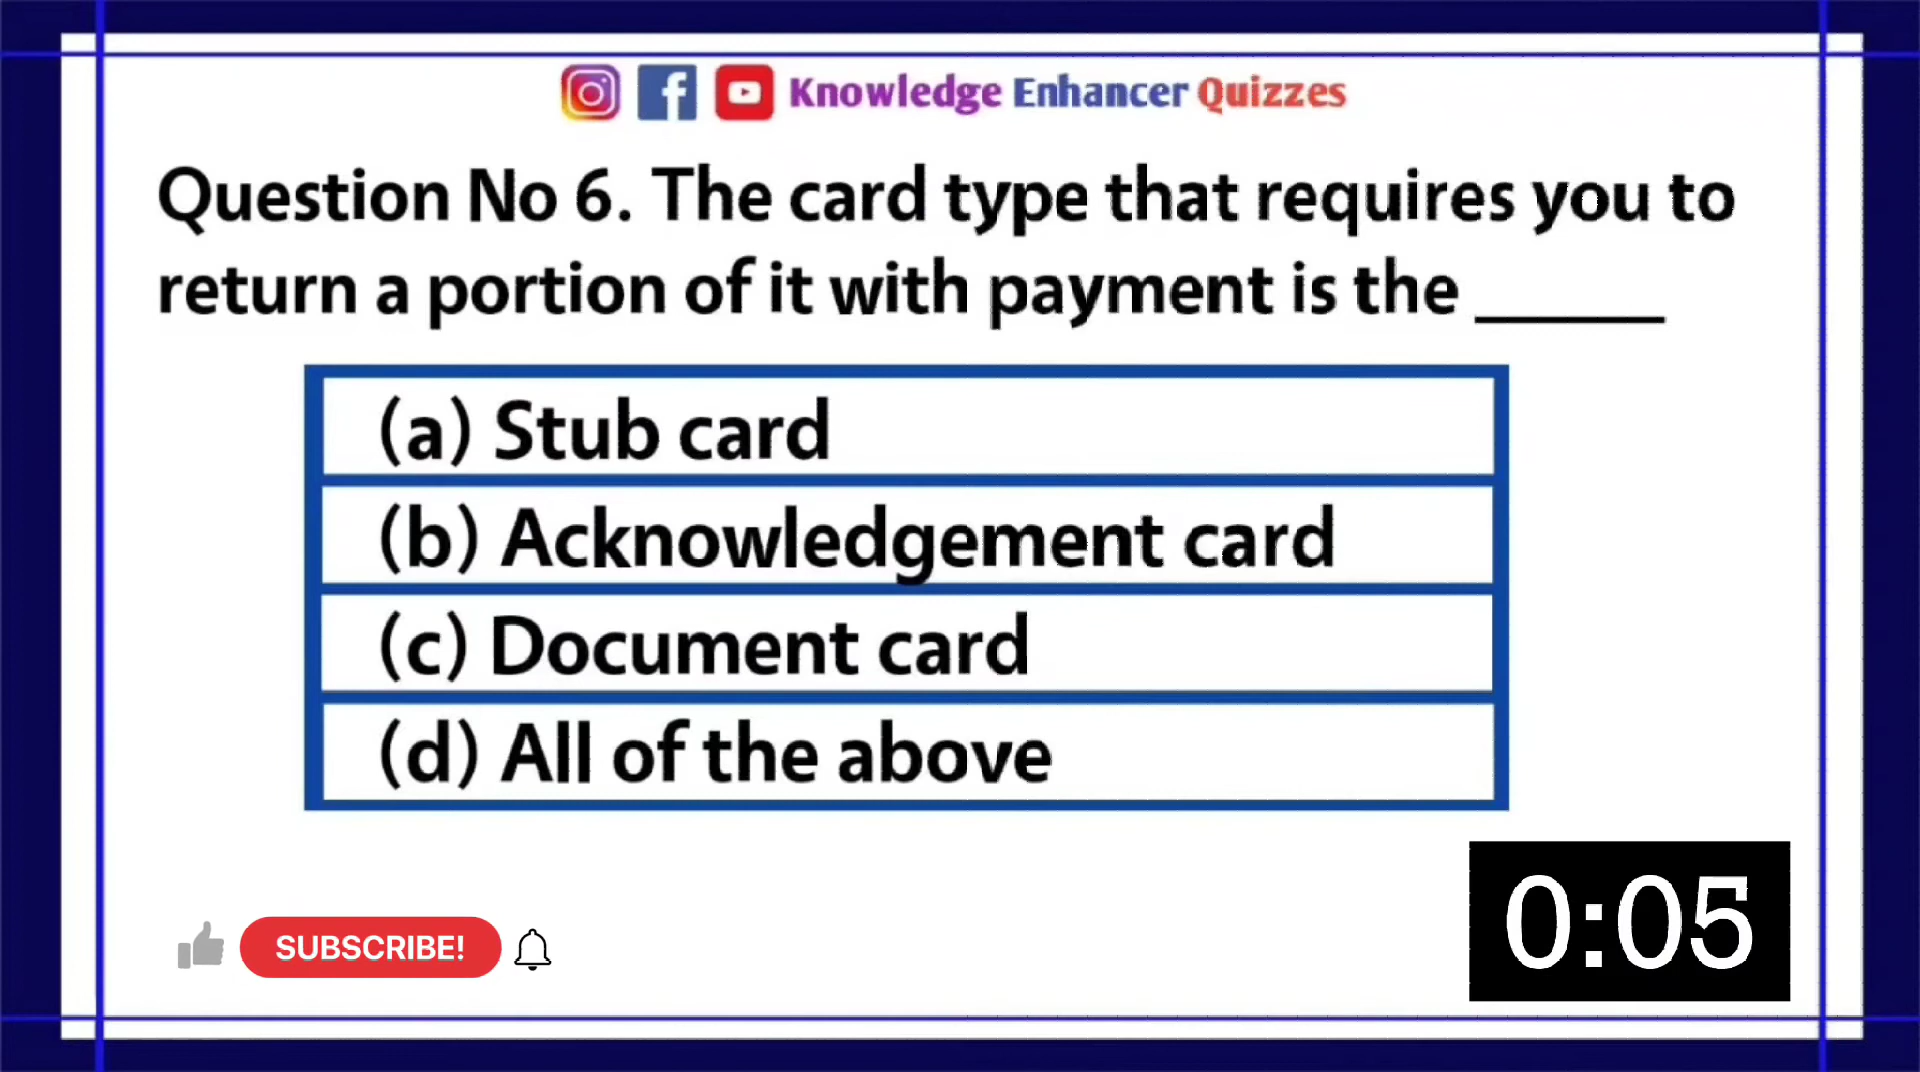 Knowledge Enhancer Quizzes
Question No 6. The card type that requires you to
return a portion of it with payment is the ______
(a) Stub card
(b) Acknowledgement card
(c) Document card
(d) All of the above
SUBSCRIBE!
0:05